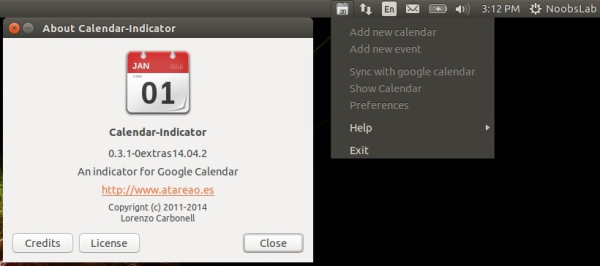 About Calendar-Indicator
JAN
01
Calendar-Indicator
0.3.1-0extras14.04.2
An indicator for Google Calendar
http://www.atareao.es
Copyright (c) 2011-2014
Lorenzo Carbonell
Credits
License
Close
20
En
3:12 PM
NoobsLab
Add new calendar
Add new event
Sync with google calendar
Show Calendar
Preferences
Help
Exit